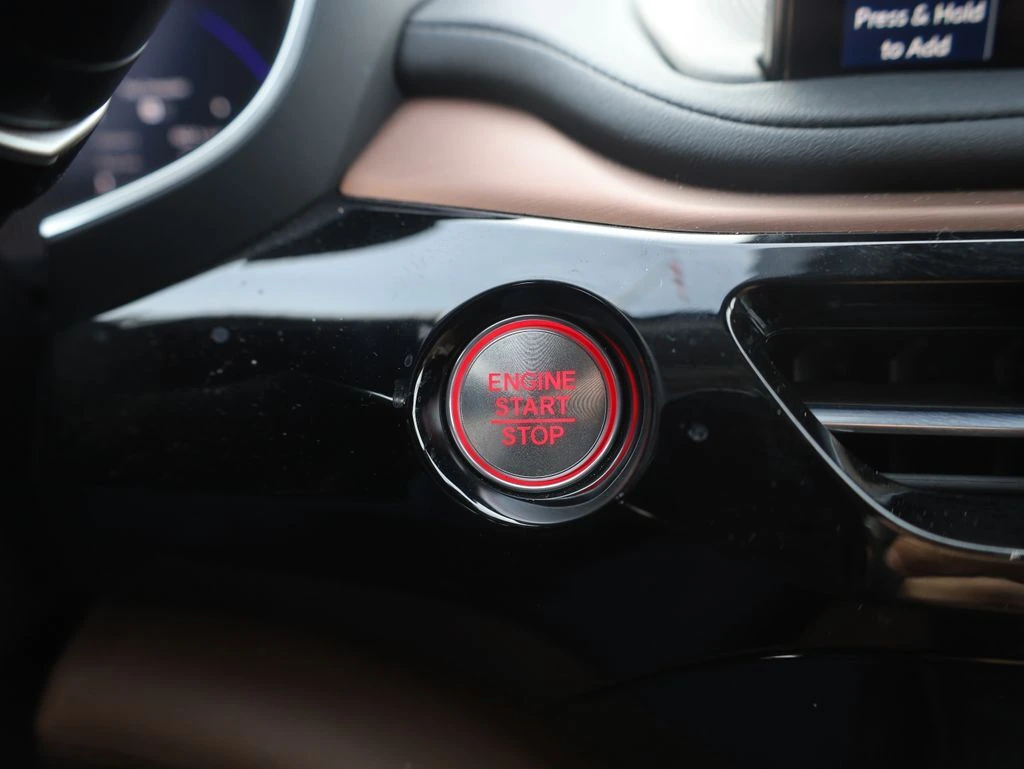 Press & Hold
to Add
ENGINE
START
STOP